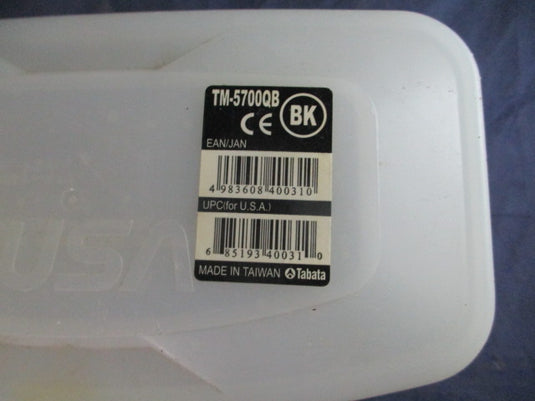 TM-5700QB
CE BK
EAN/JAN
4 983608 400310
UPC(for U.S.A.)
6 85193 40031 0
MADE IN TAIWAN Tabata
USA